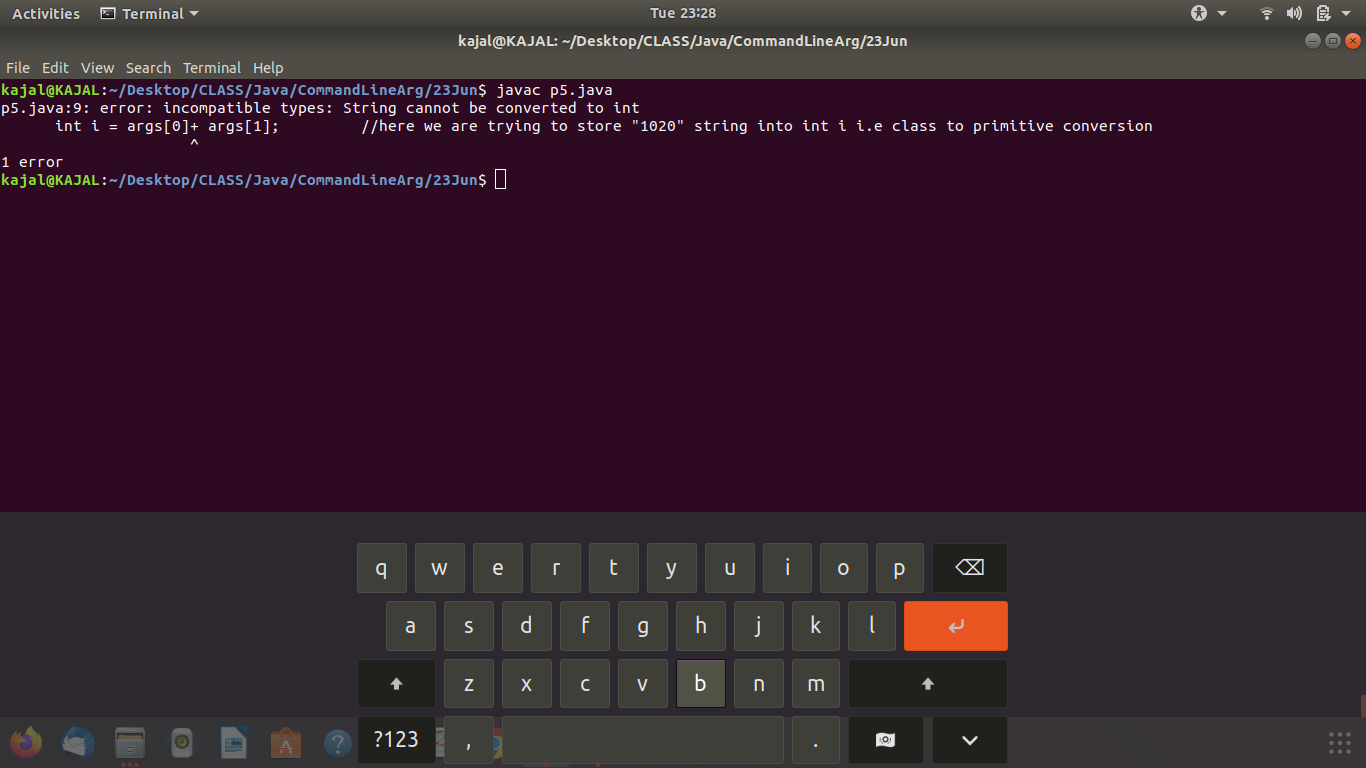 Activities Terminal Tue 23:28
kajal@KAJAL: ~/Desktop/CLASS/Java/CommandLineArg/23Jun
File Edit View Search Terminal Help
kajal@KAJAL:~/Desktop/CLASS/Java/CommandLineArg/23Jun$ javac p5.java
p5.java:9: error: incompatible types: String cannot be converted to int
int i = args[0]+ args[1]; //here we are trying to store "1020" string into int i i.e class to primitive conversion
^
1 error
kajal@KAJAL:~/Desktop/CLASS/Java/CommandLineArg/23Jun$
q w e r t y u i o p
a s d f g h j k l
z x c v b n m
?123 , .